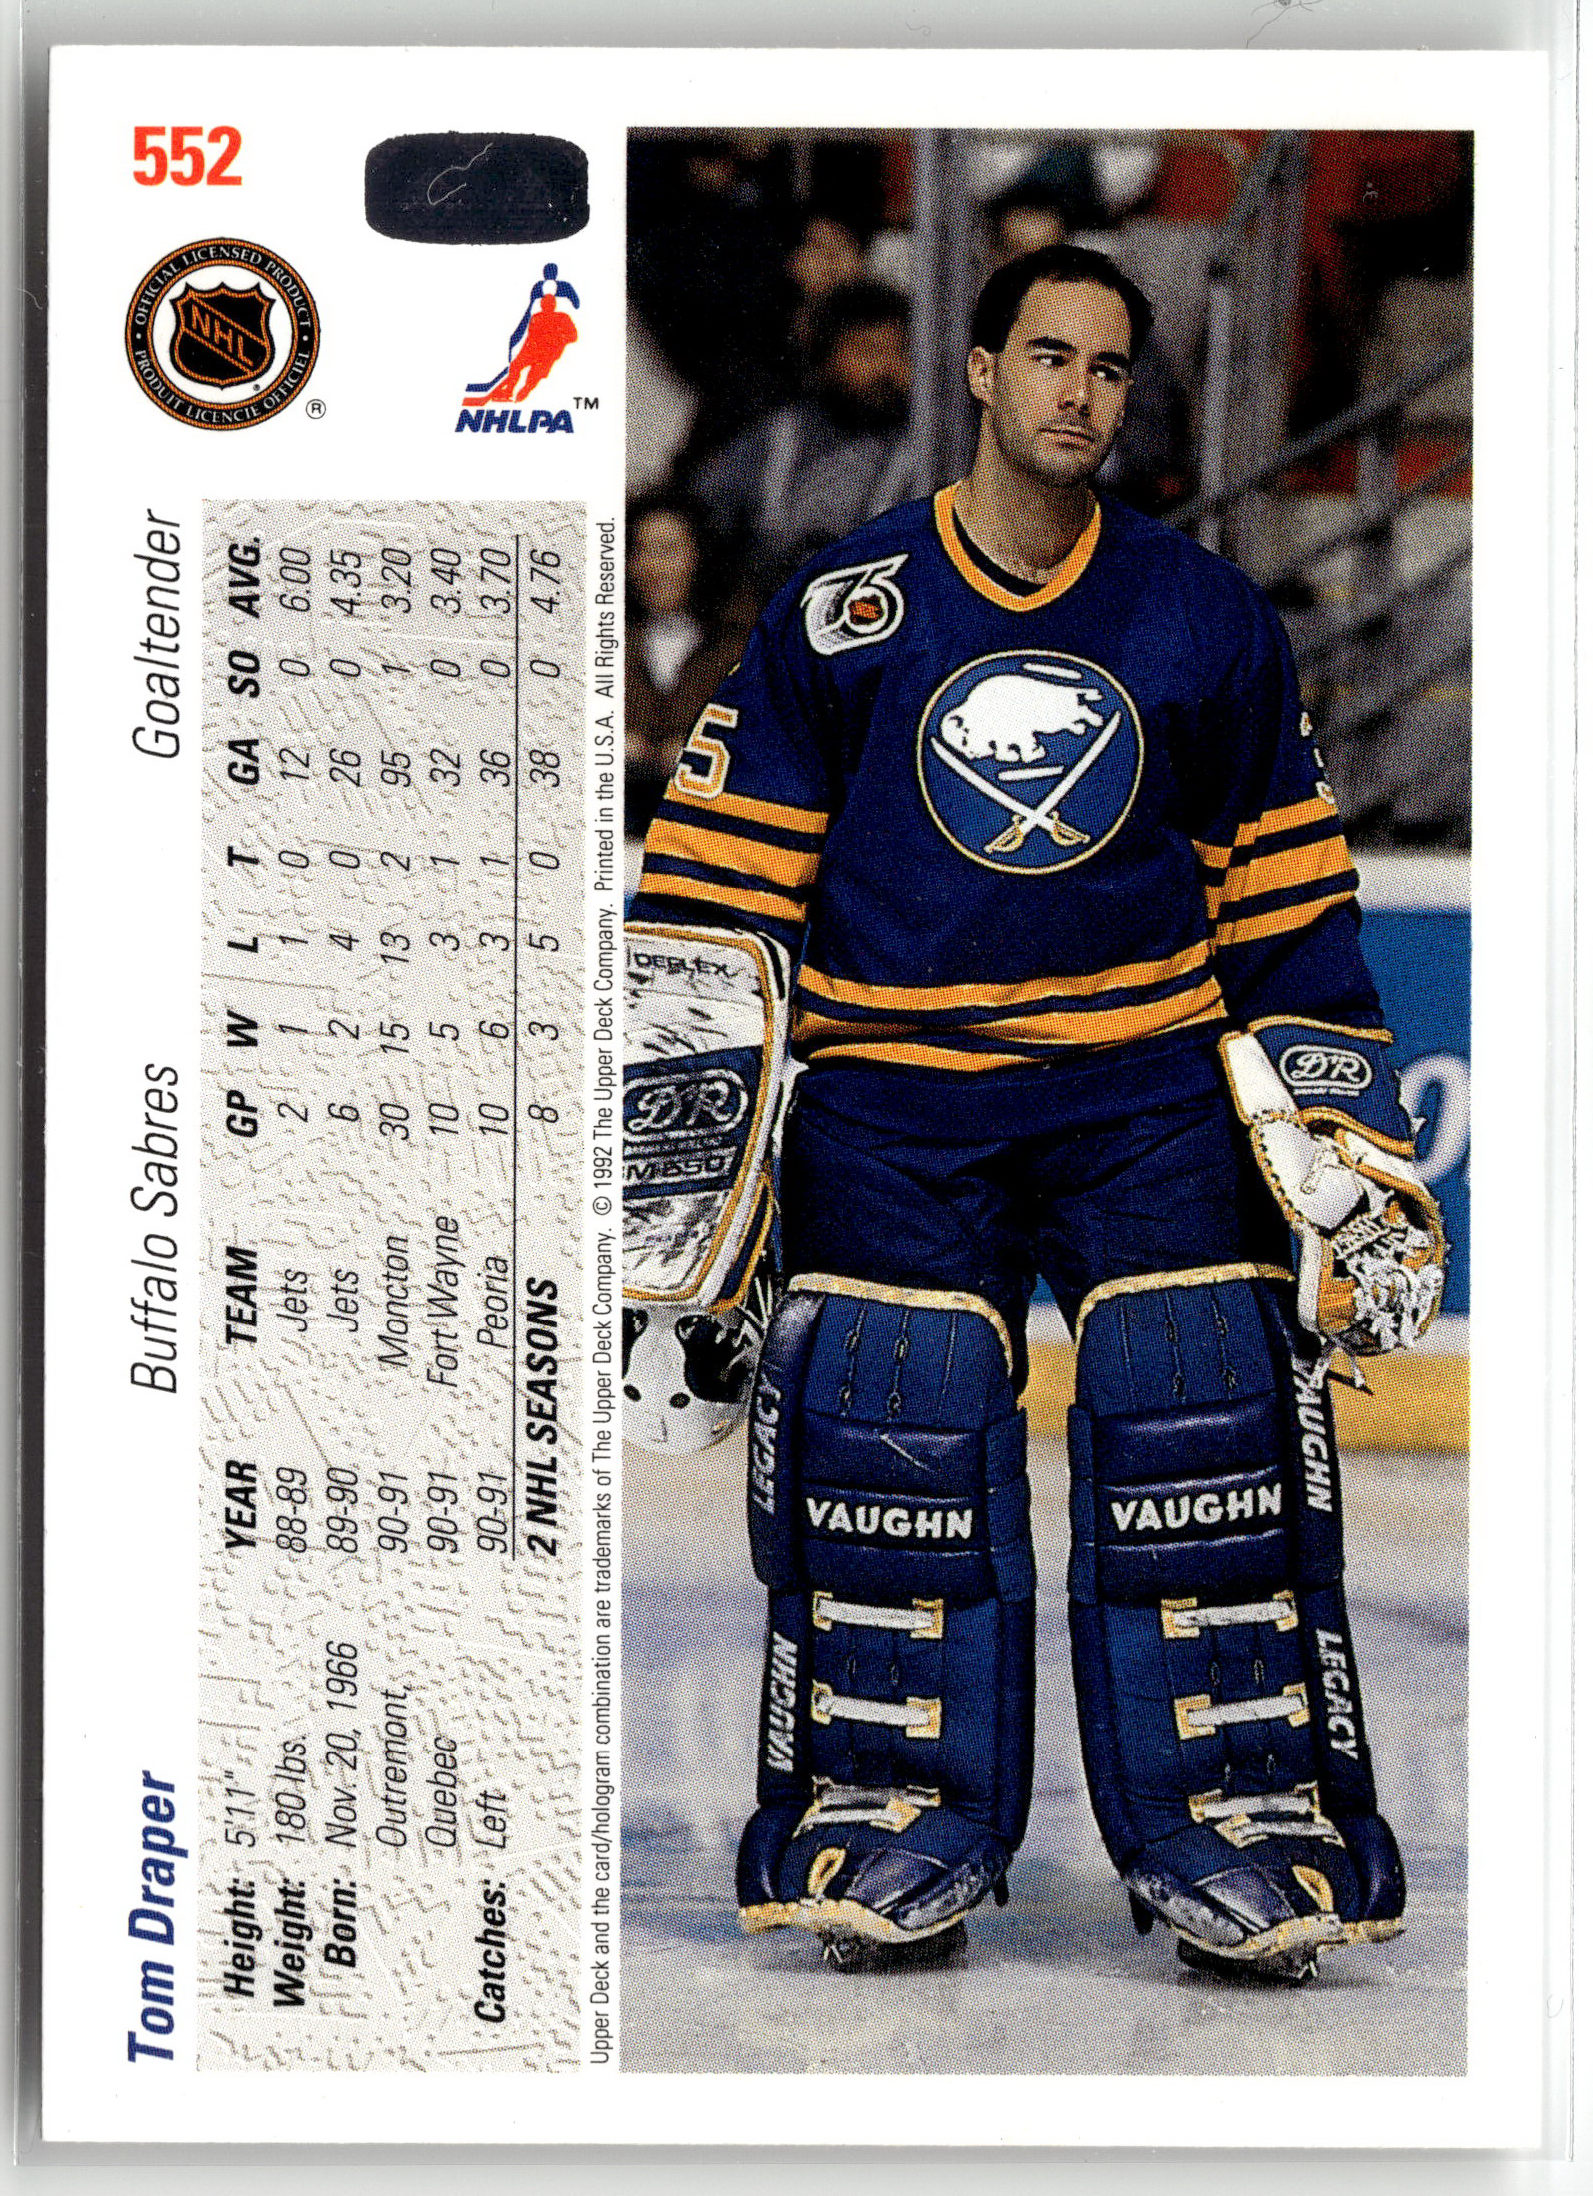 552
OFFICIAL LICENSED PRODUCT
NHL
PRODUIT LICENCIE OFFICIEL
®
NHLPA™
Tom Draper Buffalo Sabres Goaltender
Height: 5'11"
Weight: 180 lbs.
Born: Nov. 20, 1966
Outremont,
Quebec
Catches: Left
YEAR TEAM GP W L T GA SO AVG.
88-89 Jets 2 1 1 0 12 0 6.00
89-90 Jets 6 2 4 0 26 0 4.35
90-91 Moncton 30 15 13 2 95 1 3.20
90-91 Fort Wayne 10 5 3 1 32 0 3.40
90-91 Peoria 10 6 3 1 36 0 3.70
2 NHL SEASONS 8 3 5 0 38 0 4.76
Upper Deck and the card/hologram combination are trademarks of The Upper Deck Company. © 1992 The Upper Deck Company. Printed in the U.S.A. All Rights Reserved.
75
5
DEFLEX
D&R
D&R
LEGACY
VAUGHN
VAUGHN
VAUGHN
VAUGHN
LEGACY